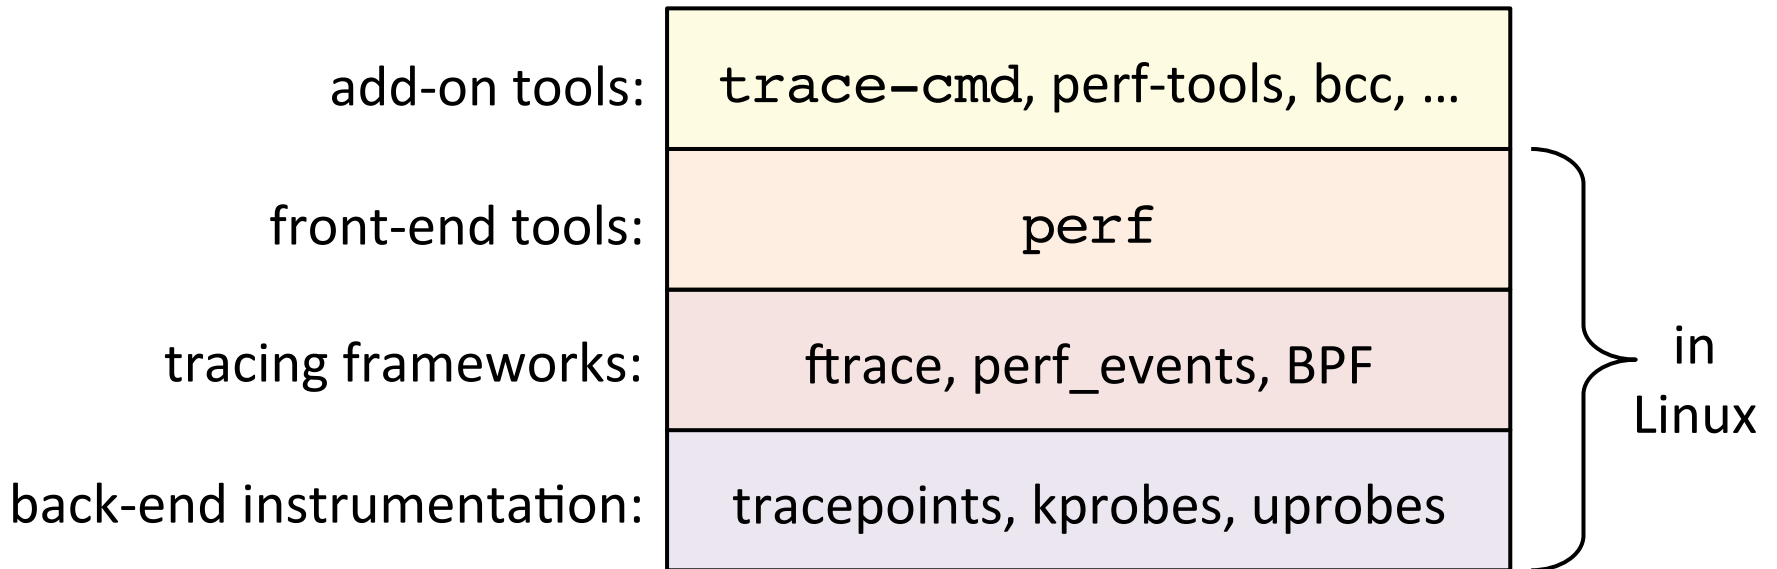 add-on tools: trace-cmd, perf-tools, bcc, ...
front-end tools: perf
tracing frameworks: ftrace, perf_events, BPF
in
Linux
back-end instrumentation: tracepoints, kprobes, uprobes